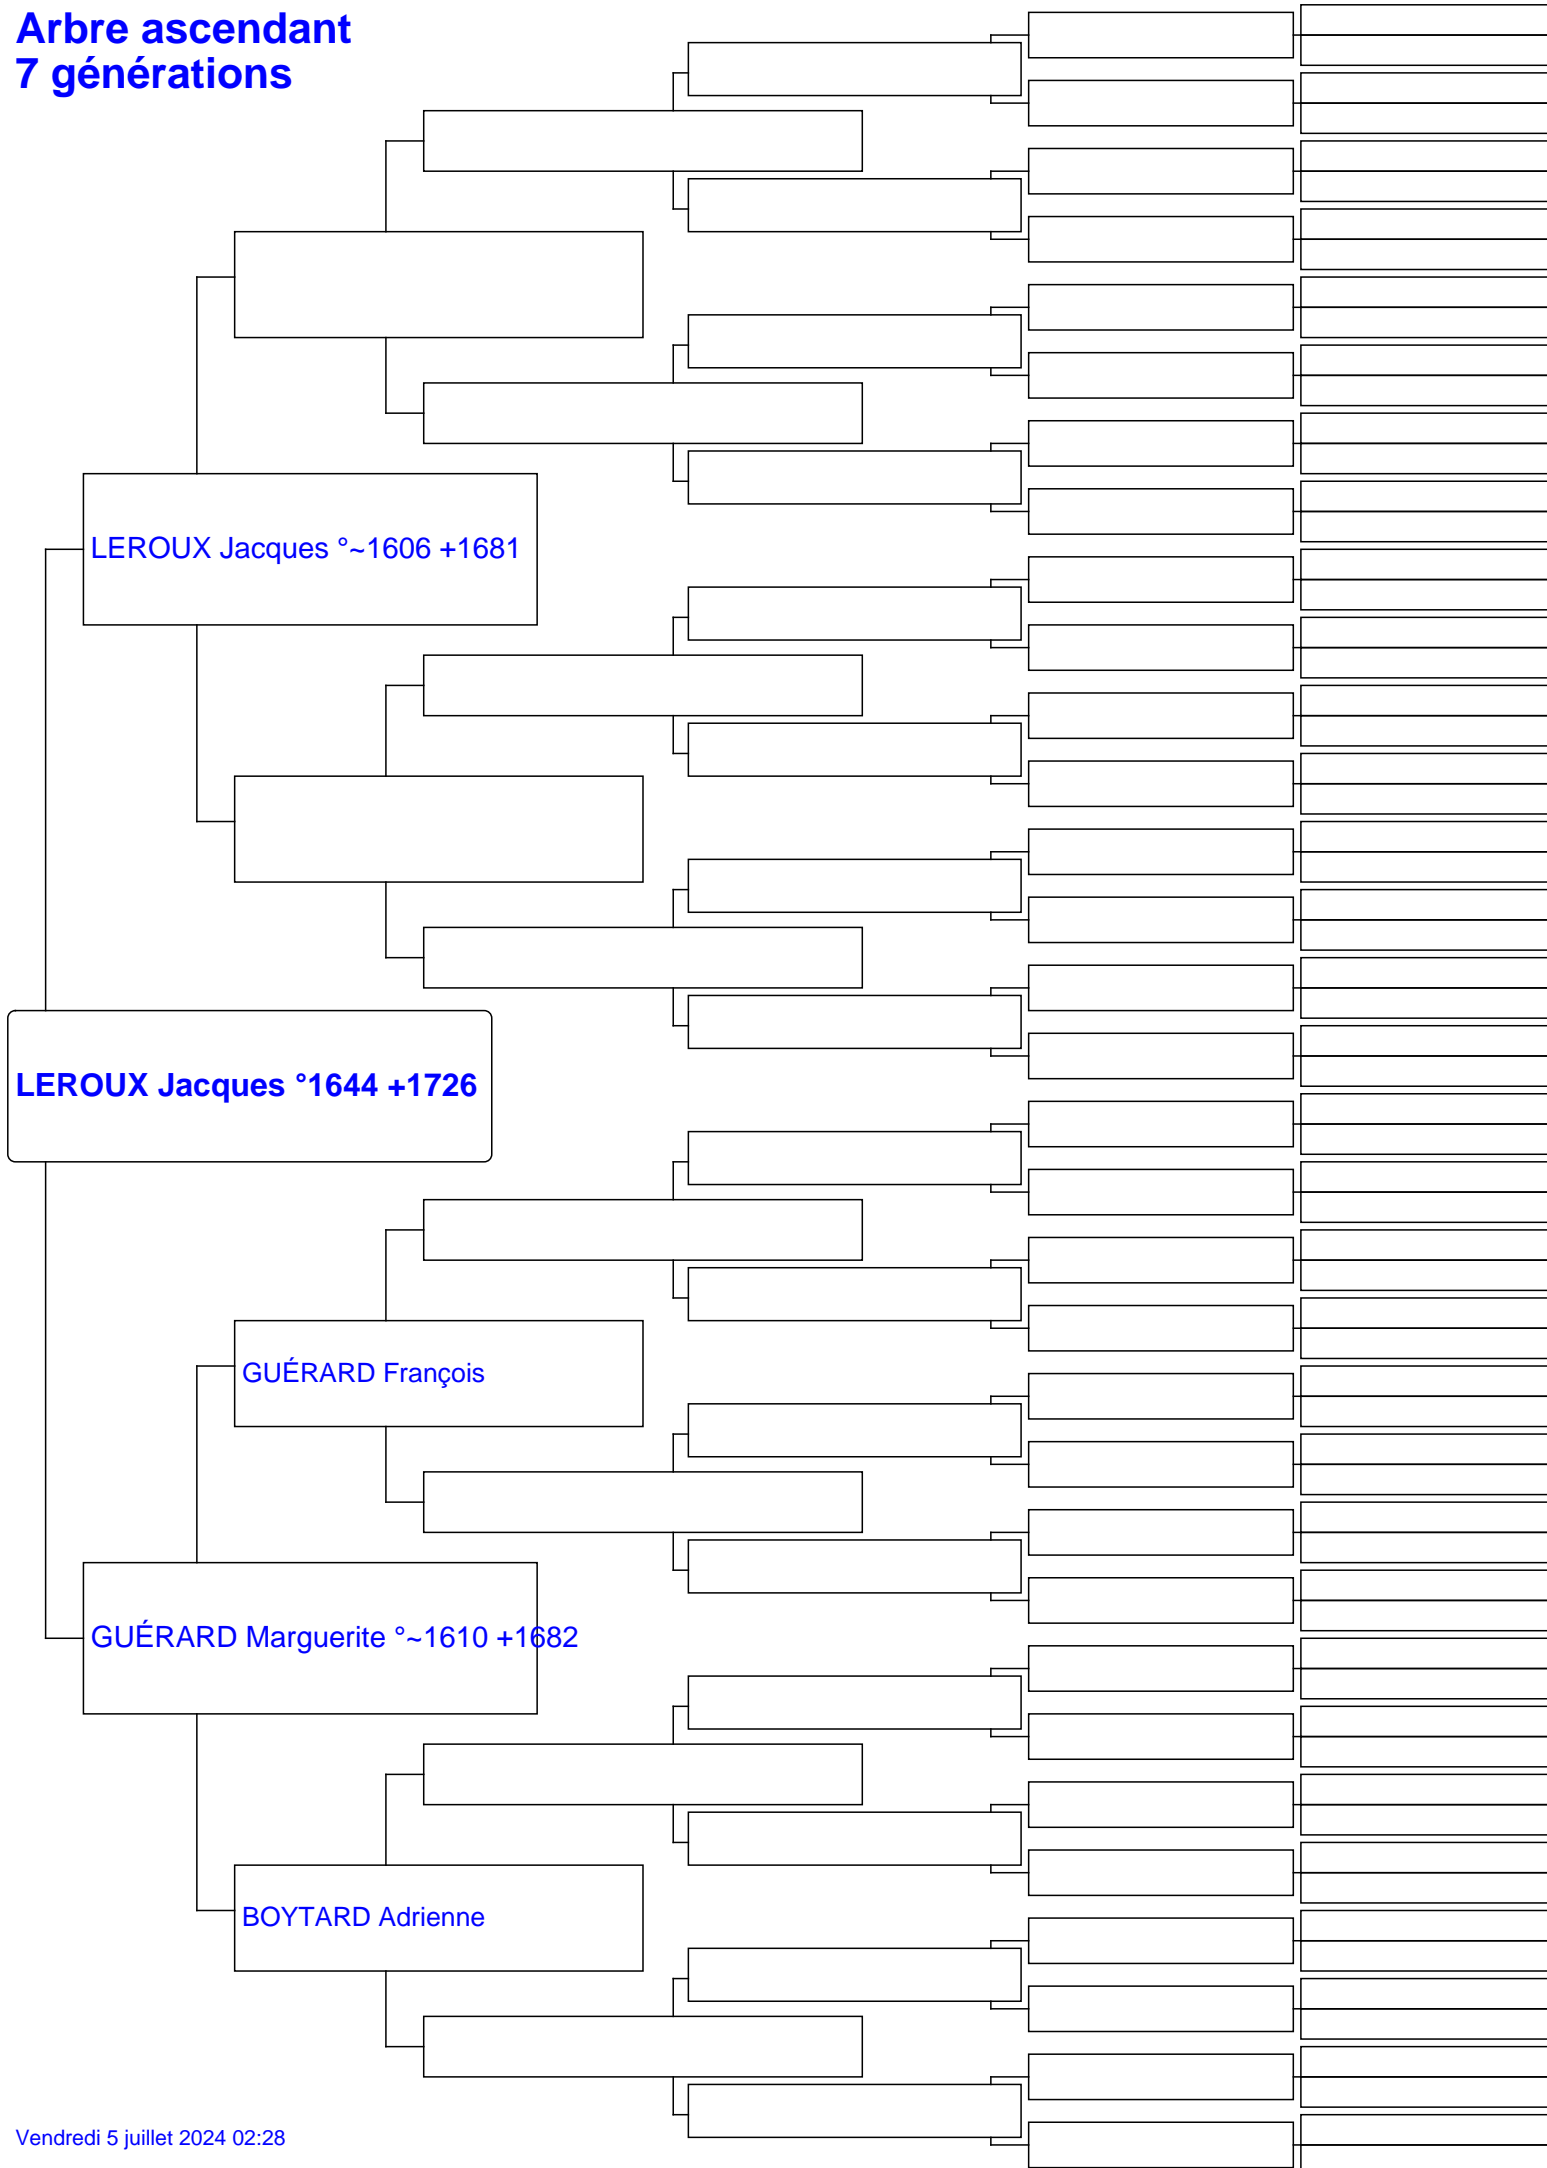 Arbre ascendant
7 générations
LEROUX Jacques °~1606 +1681
LEROUX Jacques °1644 +1726
GUÉRARD François
GUÉRARD Marguerite °~1610 +1682
BOYTARD Adrienne
Vendredi 5 juillet 2024 02:28